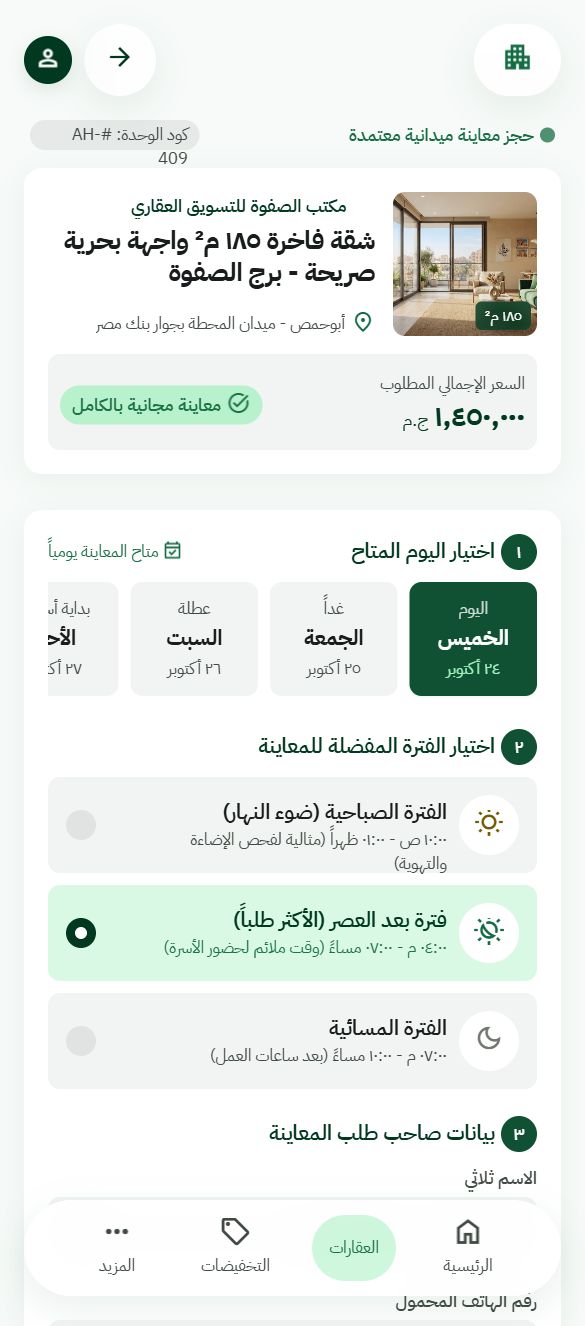 حجز معاينة ميدانية معتمدة
كود الوحدة: #AH-
409
مكتب الصفوة للتسويق العقاري
شقة فاخرة ١٨٥ م² واجهة بحرية
صريحة - برج الصفوة
أبوحمص - ميدان المحطة بجوار بنك مصر
١٨٥ م²
السعر الإجمالي المطلوب
١,٤٥٠,٠٠٠ ج.م
معاينة مجانية بالكامل
١ اختيار اليوم المتاح
متاح المعاينة يومياً
اليوم
الخميس
٢٤ أكتوبر
غداً
الجمعة
٢٥ أكتوبر
عطلة
السبت
٢٦ أكتوبر
بداية
٢٧
٢ اختيار الفترة المفضلة للمعاينة
الفترة الصباحية (ضوء النهار)
١٠:٠٠ ص - ٠١:٠٠ ظهراً (مثالية لفحص الإضاءة
والتهوية)
فترة بعد العصر (الأكثر طلباً)
٠٤:٠٠ م - ٠٧:٠٠ مساءً (وقت ملائم لحضور الأسرة)
الفترة المسائية
٠٧:٠٠ م - ١٠:٠٠ مساءً (بعد ساعات العمل)
٣ بيانات صاحب طلب المعاينة
الاسم ثلاثي
الرئيسية
العقارات
التخفيضات
المزيد
رقم الهاتف المحمول